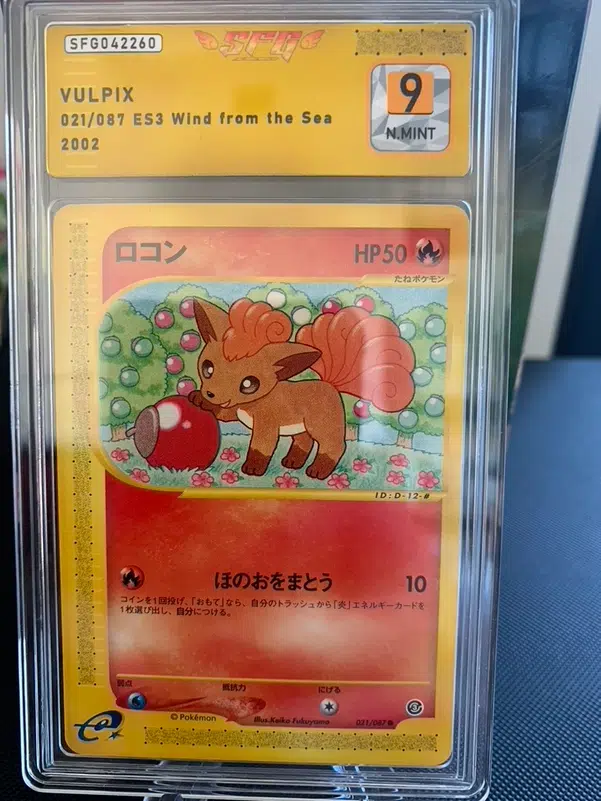 SFG042260
SFG
VULPIX
021/087 ES3 Wind from the Sea
2002
9
N.MINT
ロコン HP50
たねポケモン
ID:D-12-#
ほのおをまとう 10
コインを1回投げ、「おもて」なら、自分のトラッシュから「炎」エネルギーカードを
1枚選び出し、自分につける。
弱点 抵抗力 にげる
© Pokémon Illus.Keiko Fukuyama 021/087 ●
e